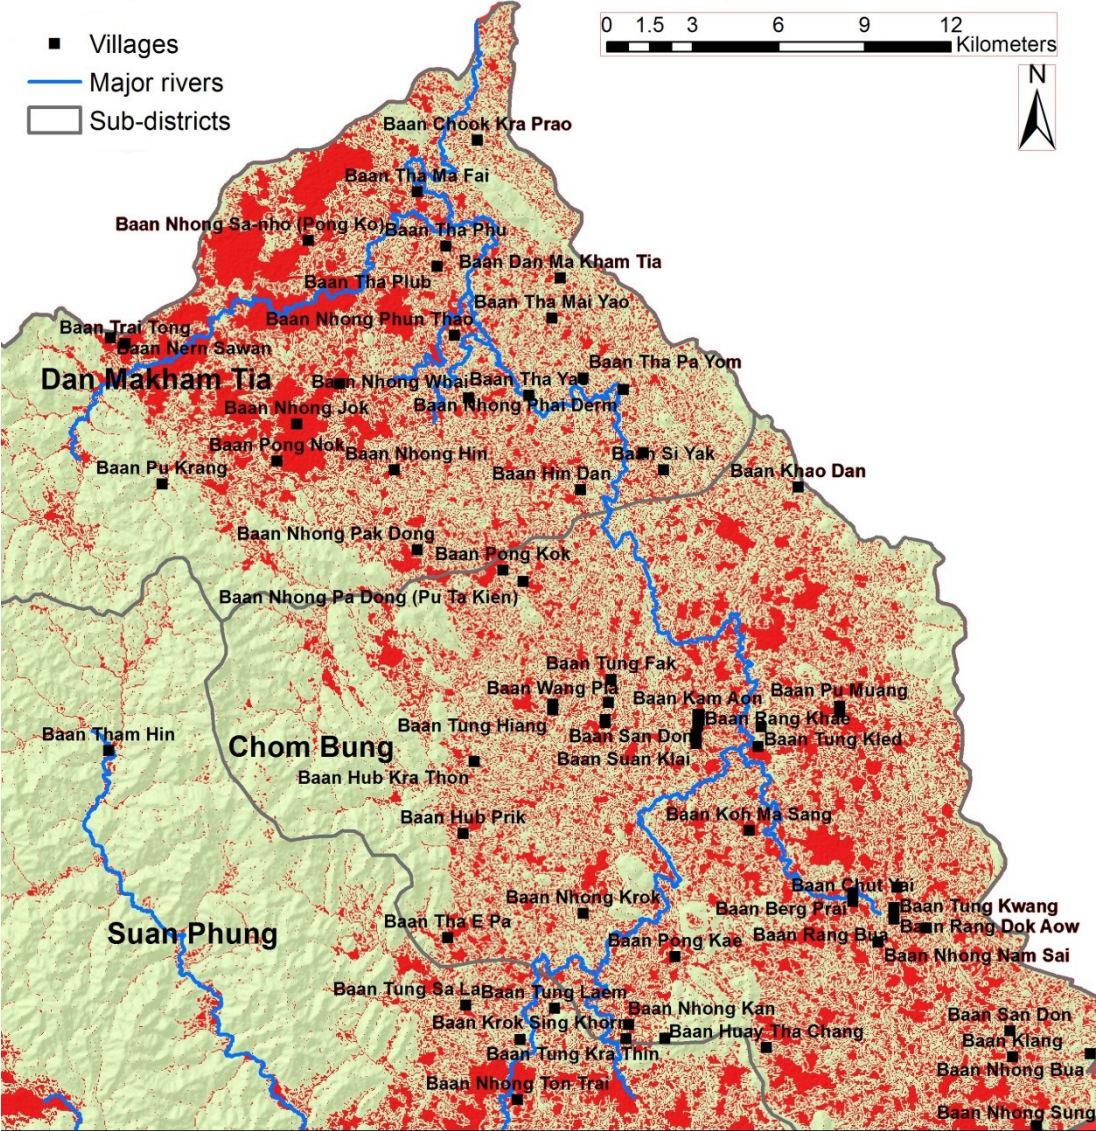 0 1.5 3 6 9 12
Kilometers
Villages
Major rivers
Sub-districts
N
Baan Chook Kra Prao
Baan Tha Ma Fai
Baan Nhong Sa-nho (Pong Ko)
Baan Tha Phu
Baan Dan Ma Kham Tia
Baan Tha Plub
Baan Tha Mai Yao
Baan Nhong Phun Thao
Baan Trai Tong
Baan Nern Sawan
Baan Tha Pa Yom
Dan Makham Tia
Baan Nhong Whai
Baan Tha Ya
Baan Nhong Jok
Baan Nhong Phai Derm
Baan Pong Nok
Baan Nhong Hin
Baan Si Yak
Baan Pu Krang
Baan Hin Dan
Baan Khao Dan
Baan Nhong Pak Dong
Baan Pong Kok
Baan Nhong Pa Dong (Pu Ta Kien)
Baan Tung Fak
Baan Wang Pla
Baan Kam Aon
Baan Pu Muang
Baan Tung Hiang
Baan Rang Khae
Baan Tham Hin
Baan San Don
Baan Tung Kled
Chom Bung
Baan Suan Klai
Baan Hub Kra Thon
Baan Hub Prik
Baan Koh Ma Sang
Baan Chut Yai
Baan Nhong Krok
Baan Berg Prai
Baan Tung Kwang
Baan Tha E Pa
Baan Rang Dok Aow
Suan Phung
Baan Pong Kae
Baan Rang Bua
Baan Nhong Nam Sai
Baan Tung Sa La
Baan Tung Laem
Baan Nhong Kan
Baan San Don
Baan Krok Sing Khorn
Baan Huay Tha Chang
Baan Klang
Baan Tung Kra Thin
Baan Nhong Bua
Baan Nhong Ton Trai
Baan Nhong Sung